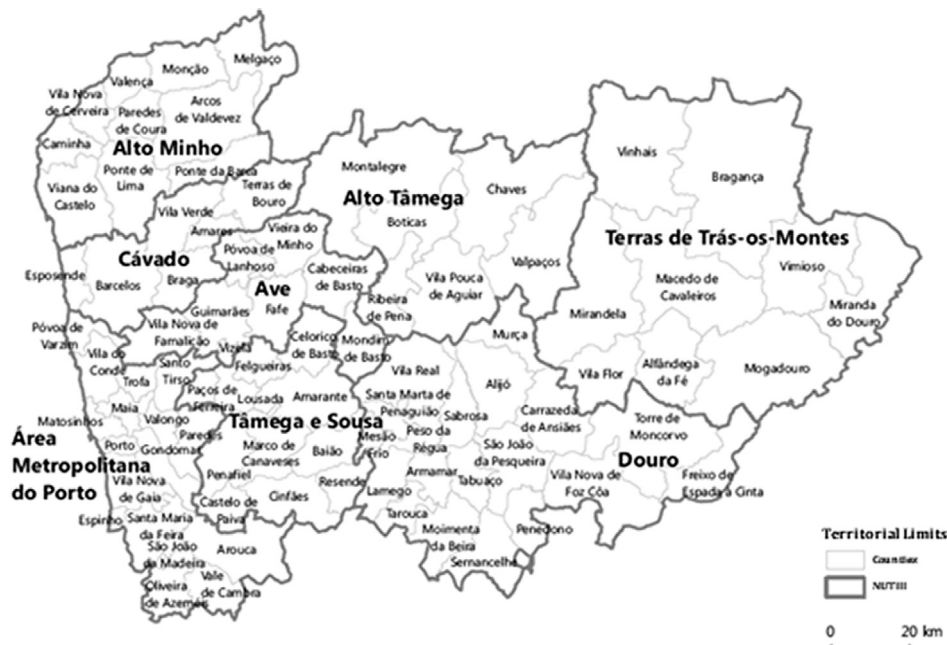 Melgaço
Monção
Valença
Vila Nova
de Cerveira
Arcos
de Valdevez
Paredes
de Coura
Caminha
Alto Minho
Ponte de
Lima
Ponte da Barca
Viana do
Castelo
Terras de
Bouro
Vila Verde
Amares
Cávado
Esposende
Barcelos
Braga
Montalegre
Chaves
Alto Tâmega
Boticas
Valpaços
Vila Pouca
de Aguiar
Ribeira
de Pena
Vinhais
Bragança
Terras de Trás-os-Montes
Vimioso
Macedo de
Cavaleiros
Miranda
do Douro
Mirandela
Alfândega
da Fé
Mogadouro
Vila Flor
Vieira do
Minho
Póvoa de
Lanhoso
Cabeceiras
de Basto
Ave
Fafe
Guimarães
Vila Nova de
Famalicão
Vizela
Mondim
de Basto
Celorico
de Basto
Felgueiras
Lousada
Amarante
Paços de
Ferreira
Tâmega e Sousa
Marco de
Canaveses
Baião
Penafiel
Resende
Cinfães
Castelo de
Paiva
Póvoa de
Varzim
Vila do
Conde
Santo
Tirso
Trofa
Maia
Matosinhos
Valongo
Paredes
Porto
Gondomar
Área
Metropolitana
do Porto
Vila Nova
de Gaia
Espinho
Santa Maria
da Feira
São João
da Madeira
Arouca
Oliveira
de Azeméis
Vale
de Cambra
Murça
Vila Real
Alijó
Santa Marta de
Penaguião
Sabrosa
Carrazeda
de Ansiães
Mesão
Frio
Peso da
Régua
São João
da Pesqueira
Torre de
Moncorvo
Douro
Armamar
Tabuaço
Vila Nova de
Foz Côa
Freixo de
Espada à Cinta
Lamego
Tarouca
Moimenta
da Beira
Penedono
Sernancelhe
Territorial Limits
Counties
NUTIII
0 20 km